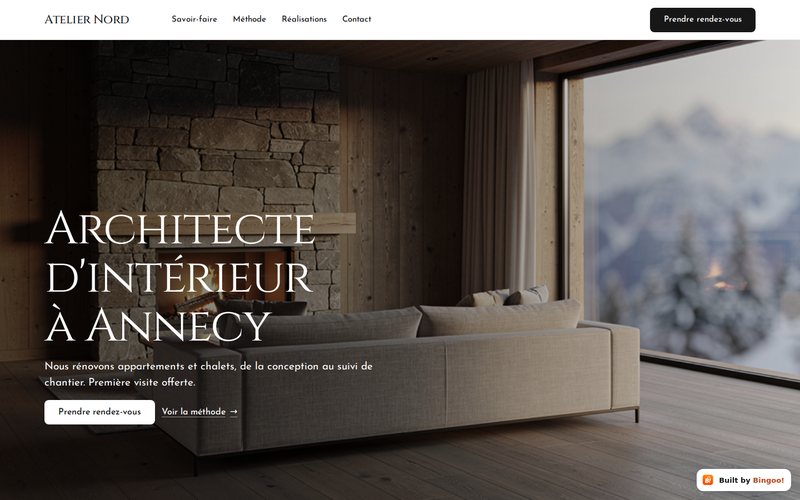 Atelier Nord
Savoir-faire Méthode Réalisations Contact
Prendre rendez-vous
Architecte
d'intérieur
à Annecy
Nous rénovons appartements et chalets, de la conception au suivi de
chantier. Première visite offerte.
Prendre rendez-vous
Voir la méthode →
Built by Bingoo!